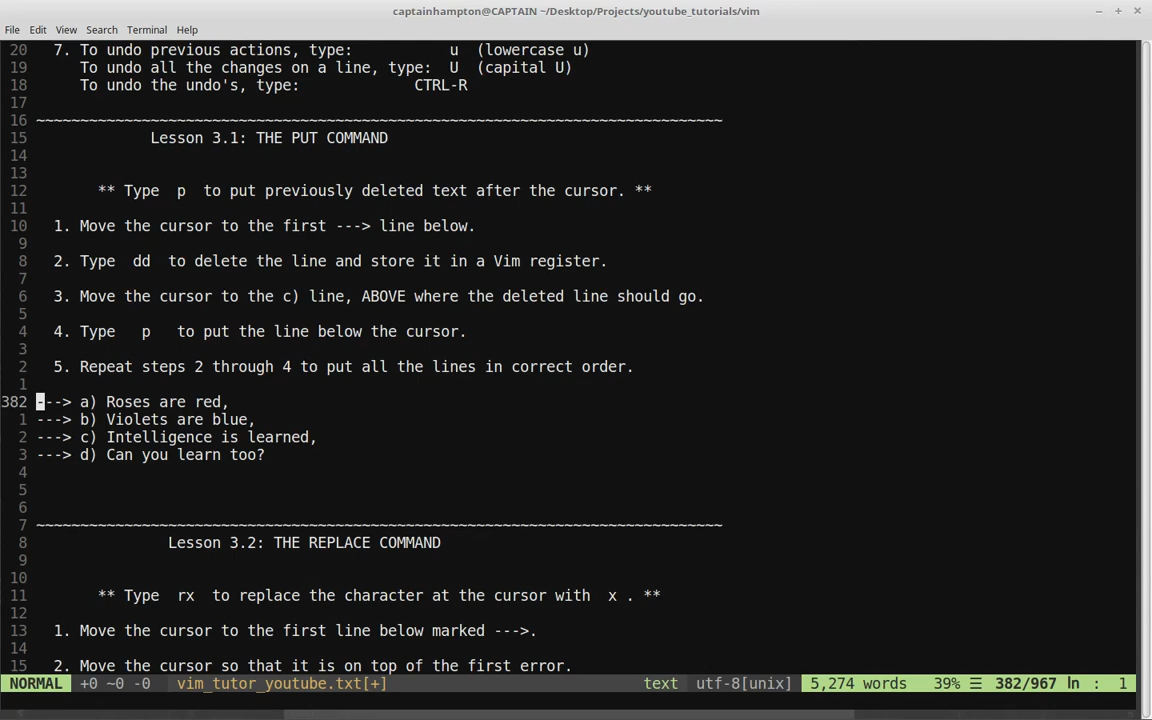 captainhampton@CAPTAIN ~/Desktop/Projects/youtube_tutorials/vim
File Edit View Search Terminal Help
20 7. To undo previous actions, type: u (lowercase u)
19 To undo all the changes on a line, type: U (capital U)
18 To undo the undo's, type: CTRL-R
17
16 ~~~~~~~~~~~~~~~~~~~~~~~~~~~~~~~~~~~~~~~~~~~~~~~~~~~~~~~~~~~~~~~~~~~~~~~~~~~~~~
15 Lesson 3.1: THE PUT COMMAND
14
13
12 ** Type p to put previously deleted text after the cursor. **
11
10 1. Move the cursor to the first ---> line below.
9
8 2. Type dd to delete the line and store it in a Vim register.
7
6 3. Move the cursor to the c) line, ABOVE where the deleted line should go.
5
4 4. Type p to put the line below the cursor.
3
2 5. Repeat steps 2 through 4 to put all the lines in correct order.
1
382 ---> a) Roses are red,
1 ---> b) Violets are blue,
2 ---> c) Intelligence is learned,
3 ---> d) Can you learn too?
4
5
6
7 ~~~~~~~~~~~~~~~~~~~~~~~~~~~~~~~~~~~~~~~~~~~~~~~~~~~~~~~~~~~~~~~~~~~~~~~~~~~~~~
8 Lesson 3.2: THE REPLACE COMMAND
9
10
11 ** Type rx to replace the character at the cursor with x . **
12
13 1. Move the cursor to the first line below marked --->.
14
15 2. Move the cursor so that it is on top of the first error.
NORMAL +0 ~0 -0 vim_tutor_youtube.txt[+] text utf-8[unix] 5,274 words 39% ☰ 382/967 ln : 1